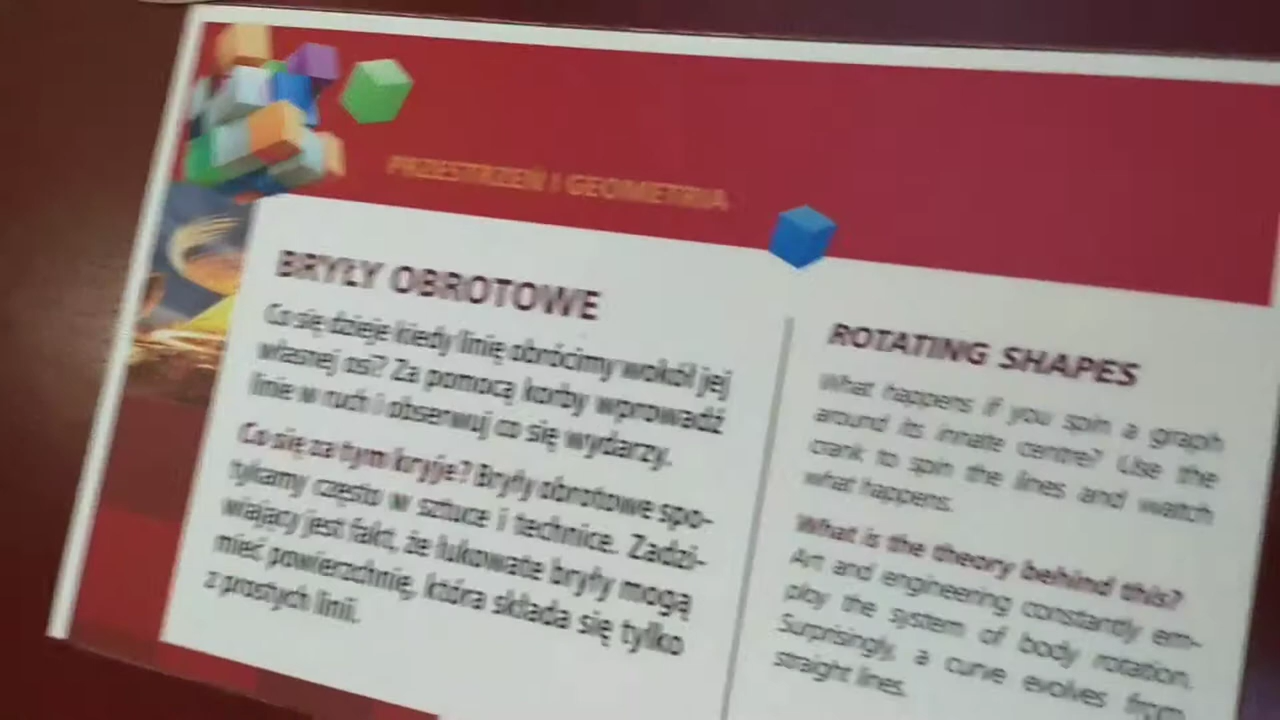 PRZESTRZEŃ I GEOMETRIA
BRYŁY OBROTOWE
Co się dzieje kiedy linię obrócimy wokół jej
własnej osi? Za pomocą korby wprowadź
linie w ruch i obserwuj co się wydarzy.
Co się za tym kryje? Bryły obrotowe spo-
tykamy często w sztuce i technice. Zadzi-
wiający jest fakt, że łukowate bryły mogą
mieć powierzchnię, która składa się tylko
z prostych linii.
ROTATING SHAPES
What happens if you spin a graph
around its innate centre? Use the
crank to spin the lines and watch
what happens.
What is the theory behind this?
Art and engineering constantly em-
ploy the system of body rotation.
Surprisingly, a curve evolves from
straight lines.